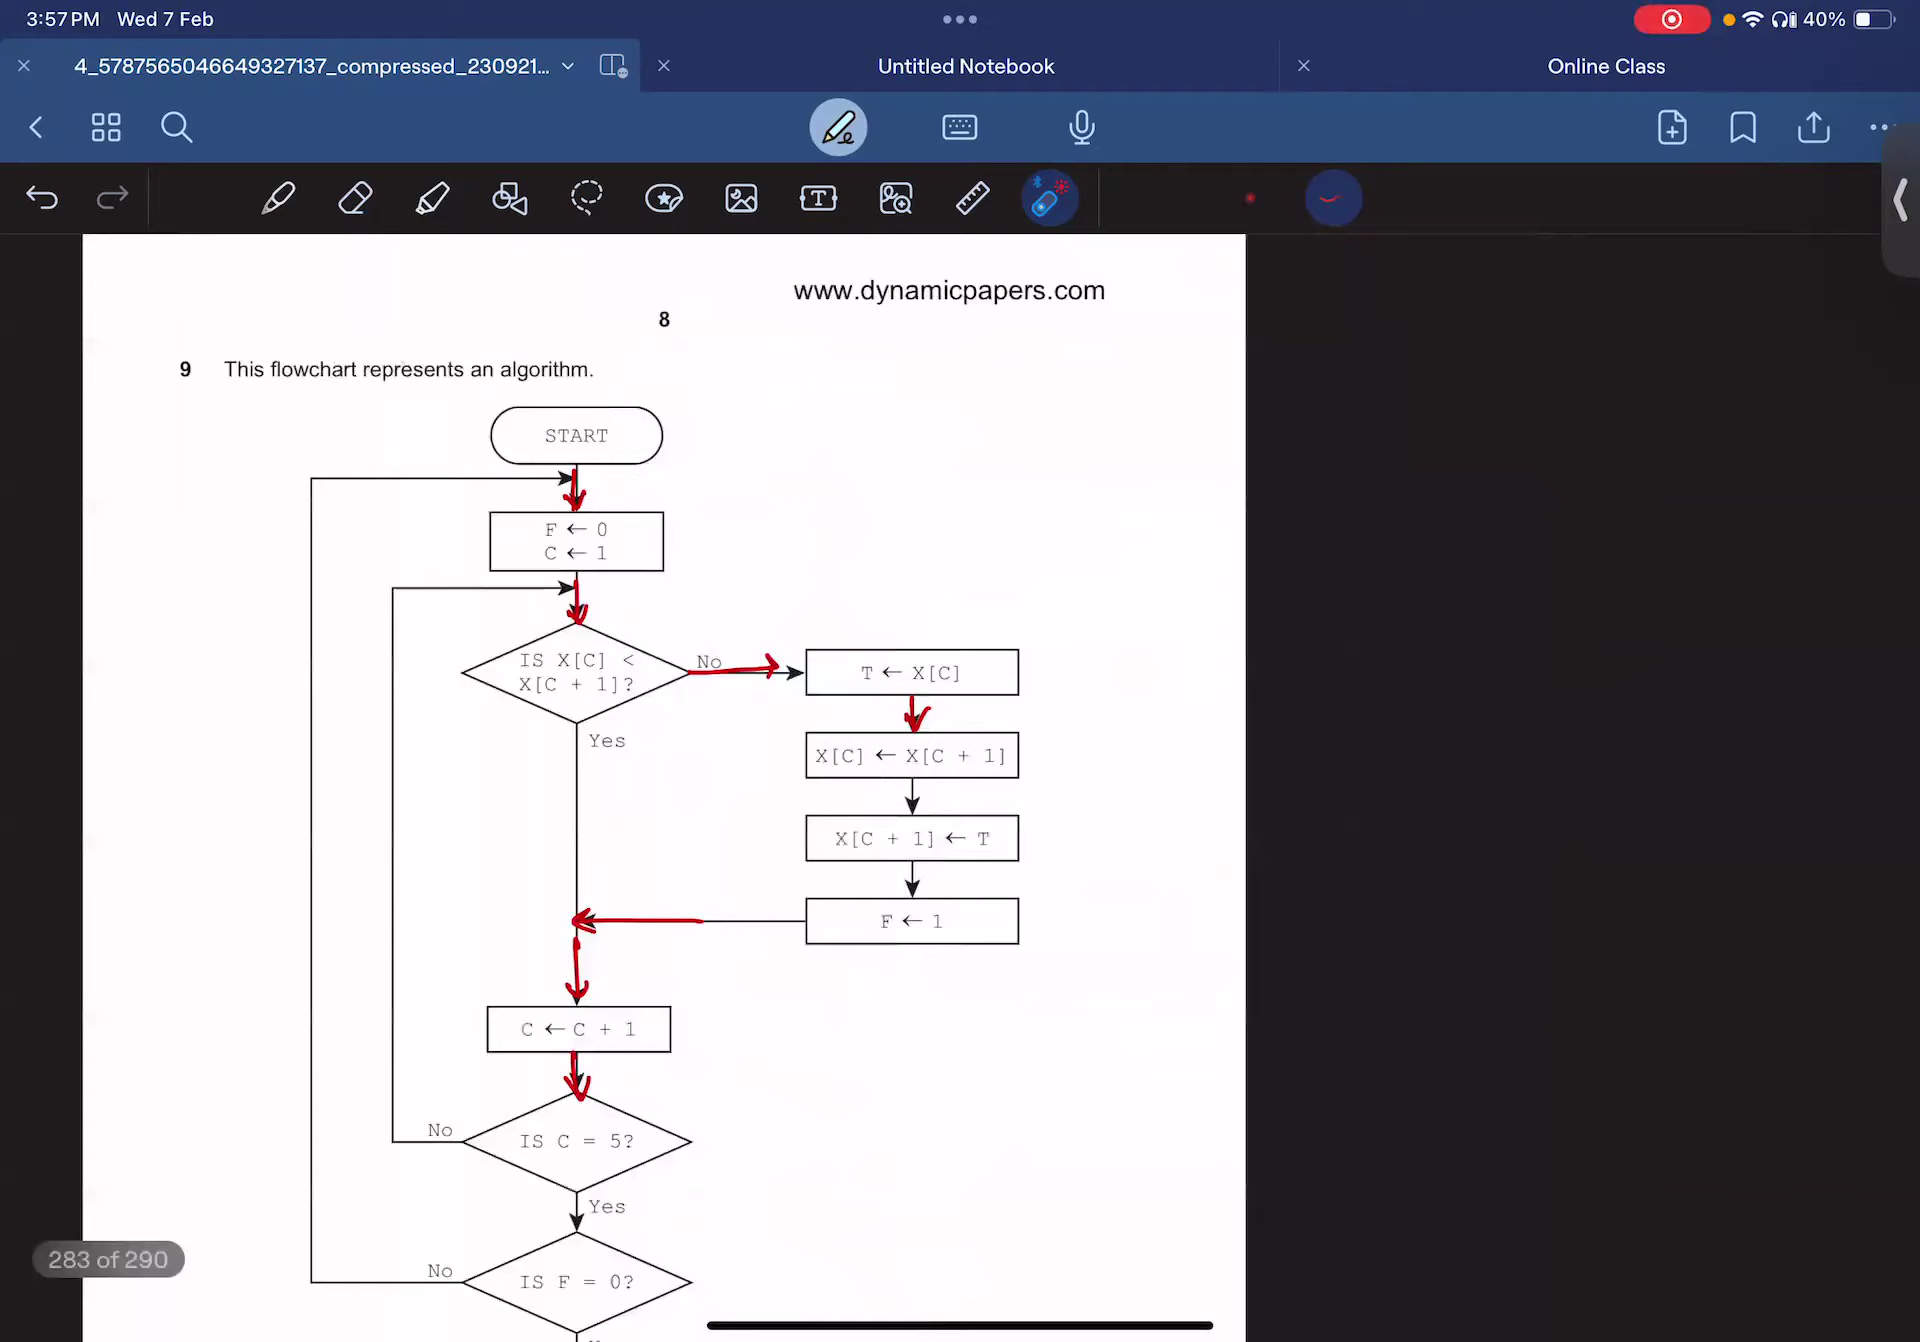 3:57 PM Wed 7 Feb
40%
4_5787565046649327137_compressed_230921...
Untitled Notebook
Online Class
www.dynamicpapers.com
8
9 This flowchart represents an algorithm.
START
F ← 0
C ← 1
IS X[C] <
X[C + 1]?
No
T ← X[C]
Yes
X[C] ← X[C + 1]
X[C + 1] ← T
F ← 1
C ← C + 1
No
IS C = 5?
Yes
283 of 290
No
IS F = 0?